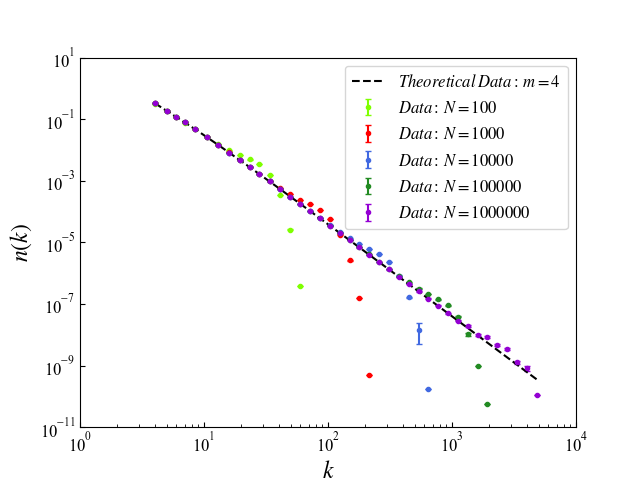 10^1
10^-1
10^-3
10^-5
10^-7
10^-9
10^-11
n(k)
Theoretical Data : m = 4
Data : N = 100
Data : N = 1000
Data : N = 10000
Data : N = 100000
Data : N = 1000000
10^0 10^1 10^2 10^3 10^4
k